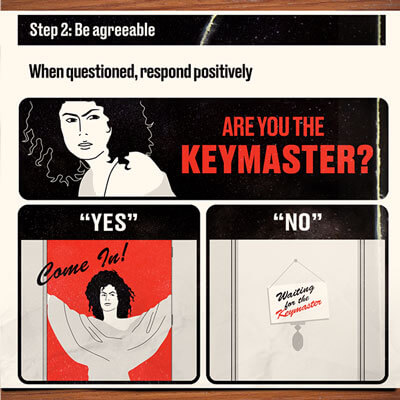 Step 2: Be agreeable
When questioned, respond positively
ARE YOU THE
KEYMASTER?
“YES”
Come In!
“NO”
Waiting
for the
Keymaster